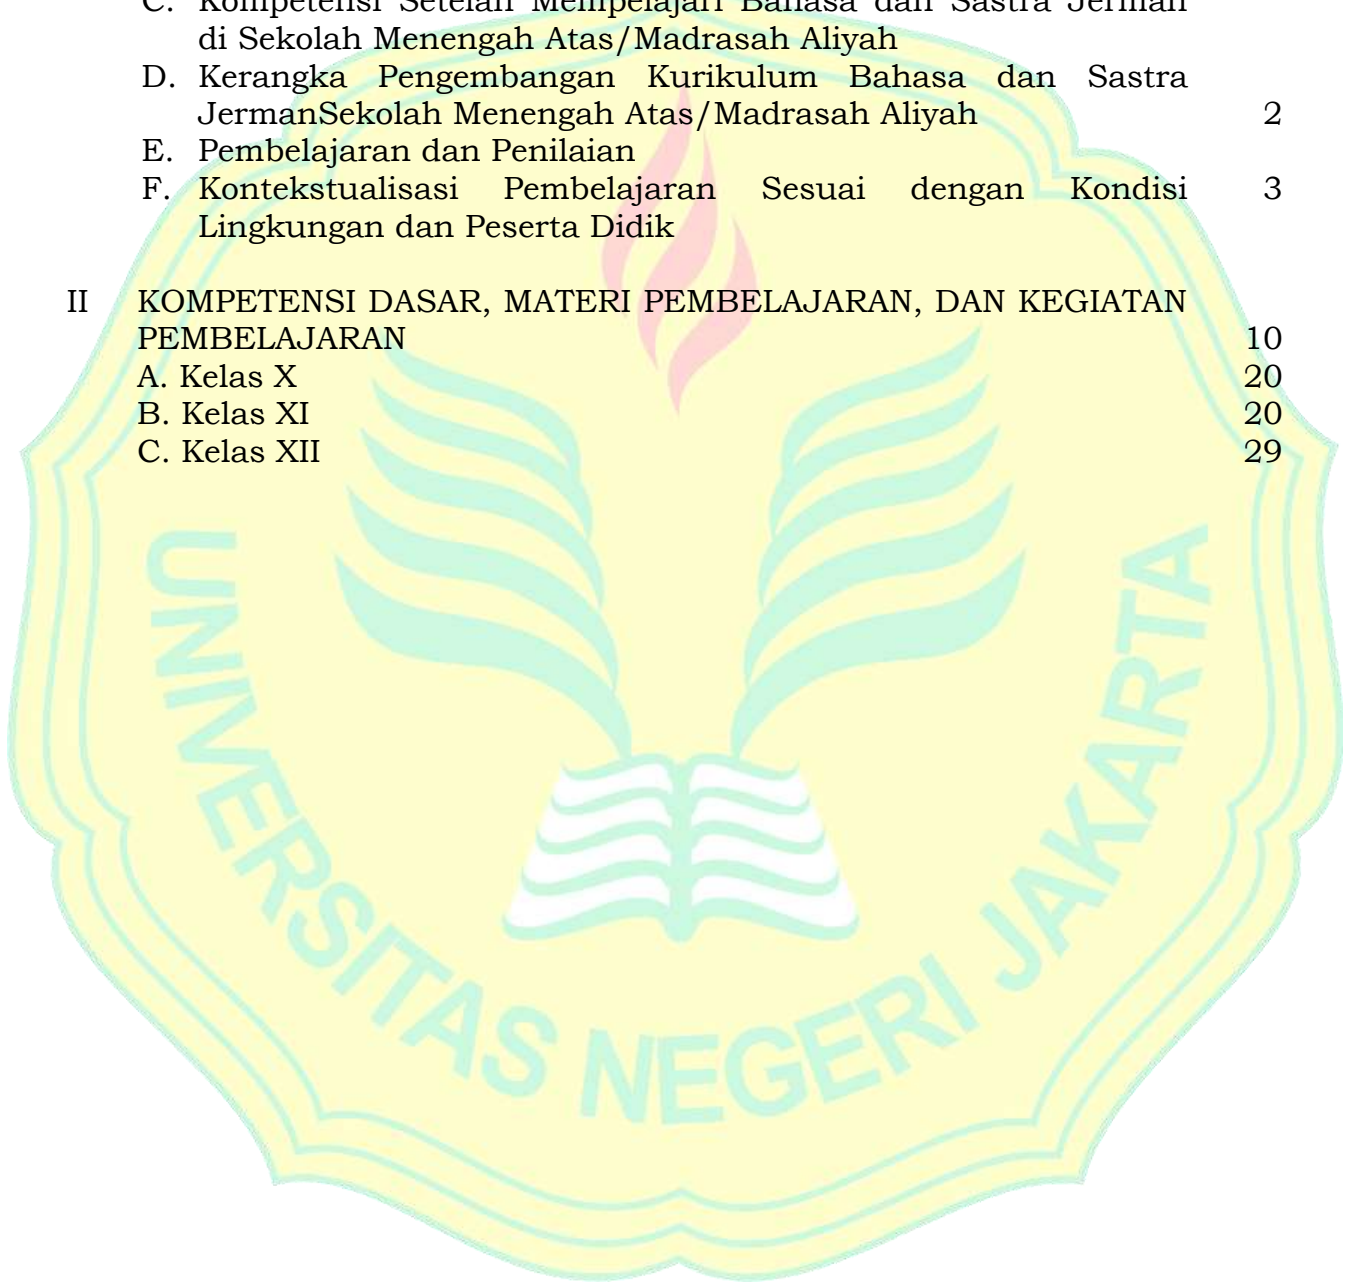 C. Kompetensi Setelah Mempelajari Bahasa dan Sastra Jerman
di Sekolah Menengah Atas/Madrasah Aliyah
D. Kerangka Pengembangan Kurikulum Bahasa dan Sastra
JermanSekolah Menengah Atas/Madrasah Aliyah 2
E. Pembelajaran dan Penilaian
F. Kontekstualisasi Pembelajaran Sesuai dengan Kondisi 3
Lingkungan dan Peserta Didik
II KOMPETENSI DASAR, MATERI PEMBELAJARAN, DAN KEGIATAN
PEMBELAJARAN 10
A. Kelas X 20
B. Kelas XI 20
C. Kelas XII 29
UNIVERSITAS NEGERI JAKARTA